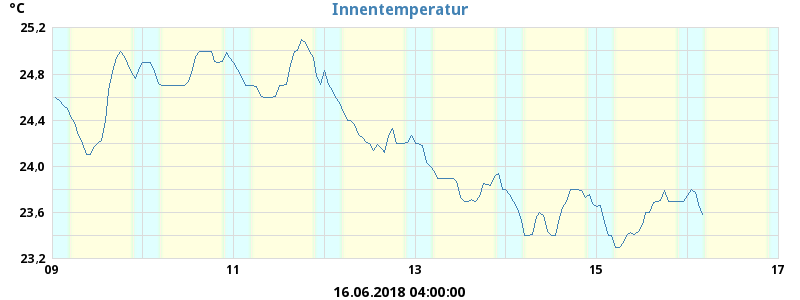 °C
Innentemperatur
25,2
24,8
24,4
24,0
23,6
23,2
09 11 13 15 17
16.06.2018 04:00:00